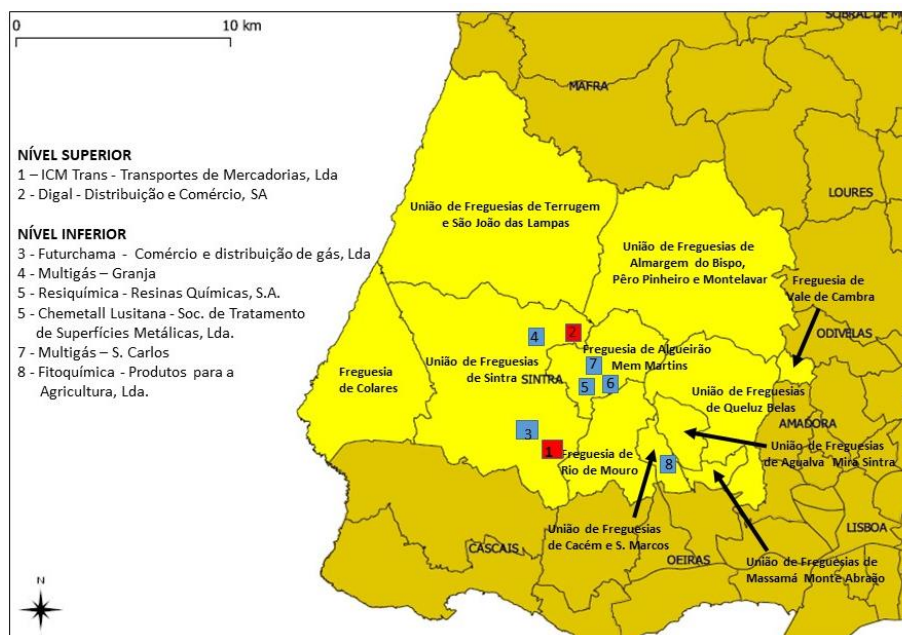 0
10 km
SOBRAL DE M
MAFRA
NÍVEL SUPERIOR
1 – ICM Trans - Transportes de Mercadorias, Lda
2 - Digal - Distribuição e Comércio, SA
NÍVEL INFERIOR
3 - Futurchama - Comércio e distribuição de gás, Lda
4 - Multigás – Granja
5 - Resiquímica - Resinas Químicas, S.A.
5 - Chemetall Lusitana - Soc. de Tratamento
de Superfícies Metálicas, Lda.
7 - Multigás – S. Carlos
8 - Fitoquímica - Produtos para a
Agricultura, Lda.
LOURES
União de Freguesias de Terrugem
e São João das Lampas
União de Freguesias de
Almargem do Bispo,
Pêro Pinheiro e Montelavar
Freguesia de
Vale de Cambra
ODIVELAS
4
2
Freguesia de Algueirão
Mem Martins
7
União de Freguesias
de Sintra
SINTRA
5
6
Freguesia
de Colares
União de Freguesias
de Queluz Belas
AMADORA
3
1
União de Freguesias
de Agualva Mira Sintra
Freguesia de
Rio de Mouro
8
União de Freguesias
de Cacém e S. Marcos
CASCAIS
OEIRAS
LISBOA
União de Freguesias de
Massamá Monte Abraão
N